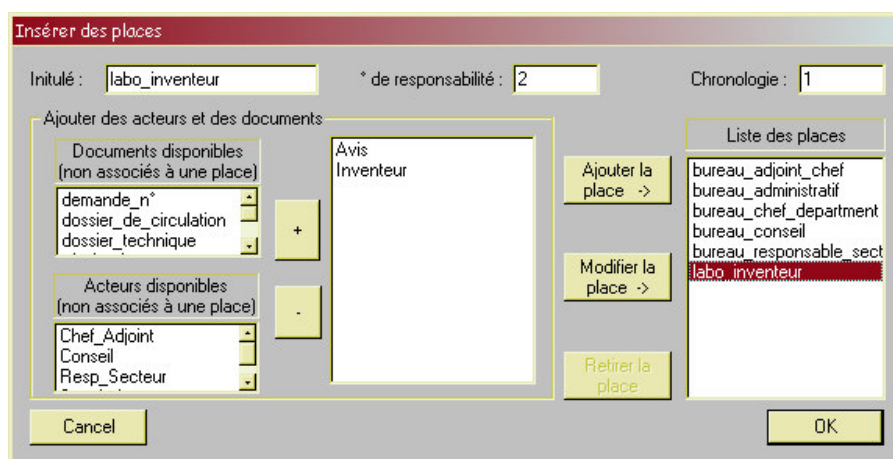 Insérer des places
Initulé : labo_inventeur ° de responsabilité : 2 Chronologie : 1
Ajouter des acteurs et des documents
Documents disponibles
(non associés à une place)
demande_n°
dossier_de_circulation
dossier_technique
+
Acteurs disponibles
(non associés à une place)
Chef_Adjoint
Conseil
Resp_Secteur
-
Avis
Inventeur
Ajouter la
place ->
Modifier la
place ->
Retirer la
place
Liste des places
bureau_adjoint_chef
bureau_administratif
bureau_chef_department
bureau_conseil
bureau_responsable_sect
labo_inventeur
Cancel
OK